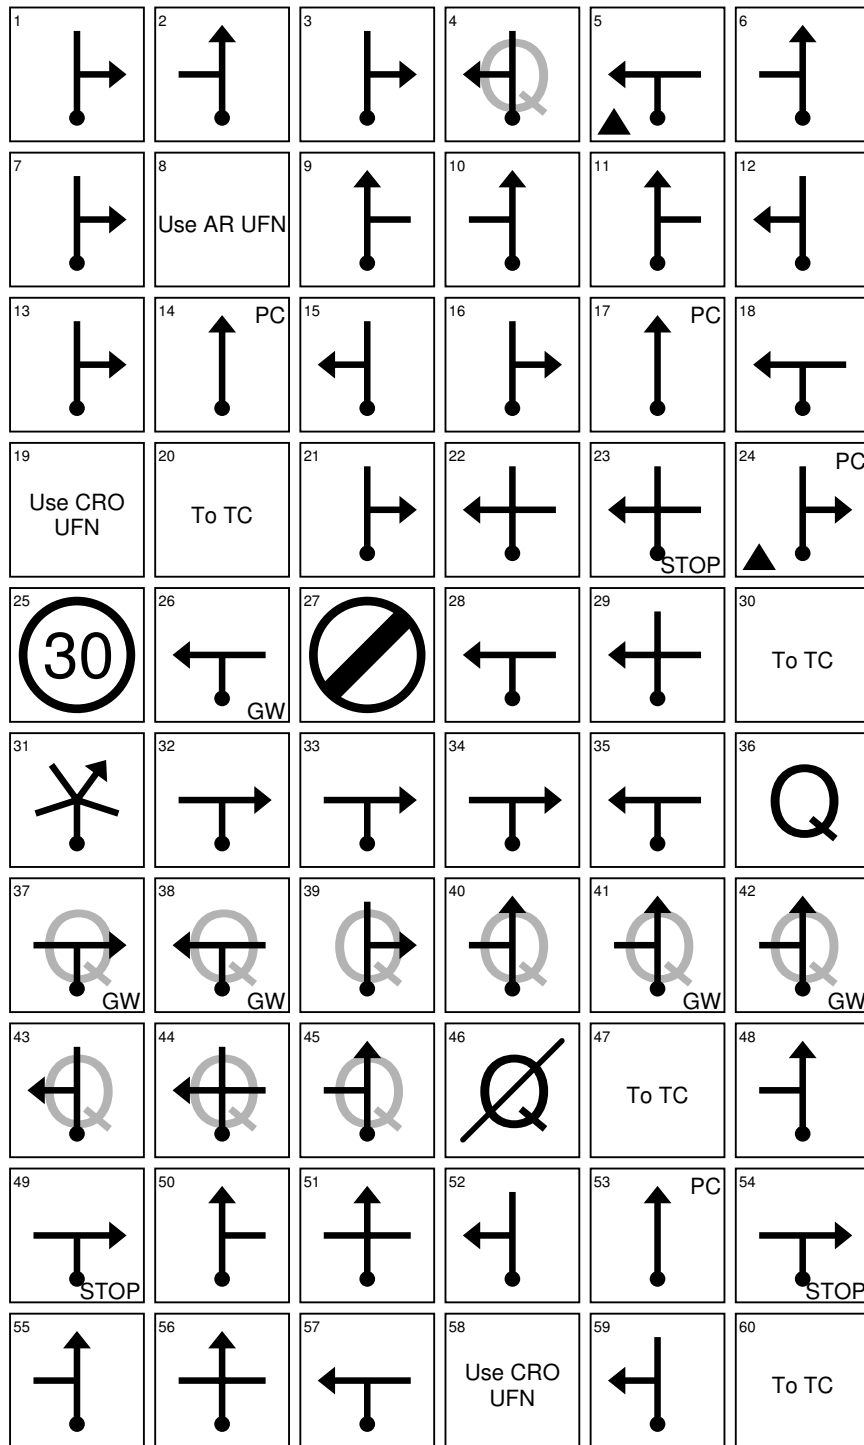 1
2
3
4
Q
5
6
7
8
Use AR UFN
9
10
11
12
13
14
PC
15
16
17
PC
18
19
Use CRO
UFN
20
To TC
21
22
23
STOP
24
PC
25
30
26
GW
27
28
29
30
To TC
31
32
33
34
35
36
Q
37
Q
GW
38
Q
GW
39
Q
40
Q
41
Q
GW
42
Q
GW
43
Q
44
Q
45
Q
46
Q
47
To TC
48
49
STOP
50
51
52
53
PC
54
STOP
55
56
57
58
Use CRO
UFN
59
60
To TC